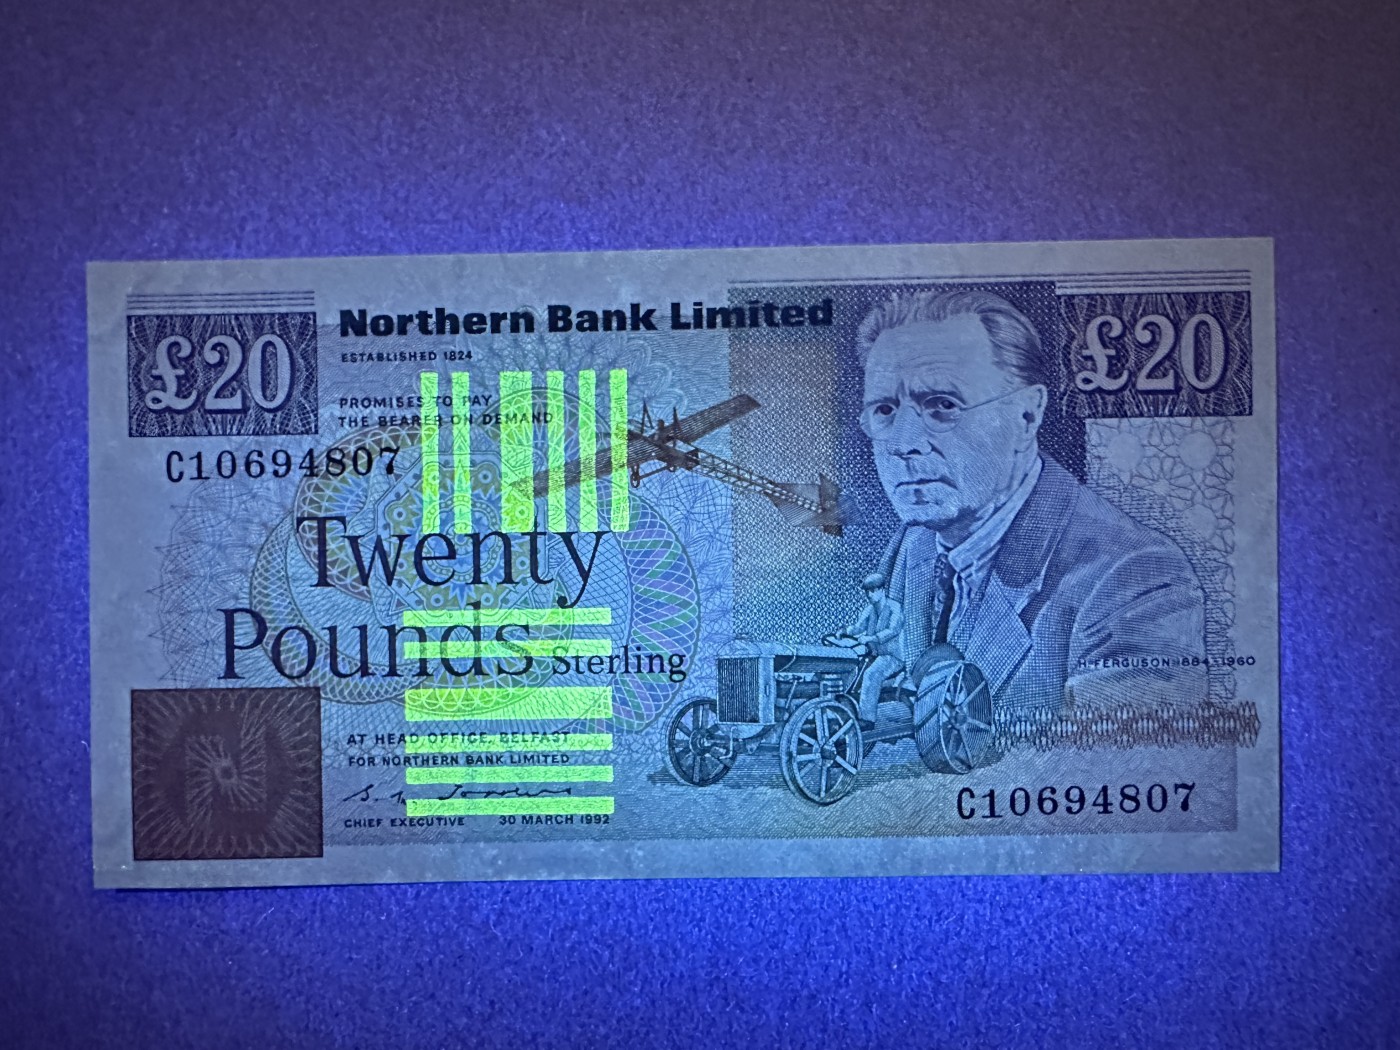 Northern Bank Limited
ESTABLISHED 1824
£20
£20
PROMISES TO PAY
THE BEARER ON DEMAND
C10694807
Twenty
Pounds Sterling
H. FERGUSON 1884-1960
AT HEAD OFFICE, BELFAST
FOR NORTHERN BANK LIMITED
CHIEF EXECUTIVE 30 MARCH 1992
C10694807